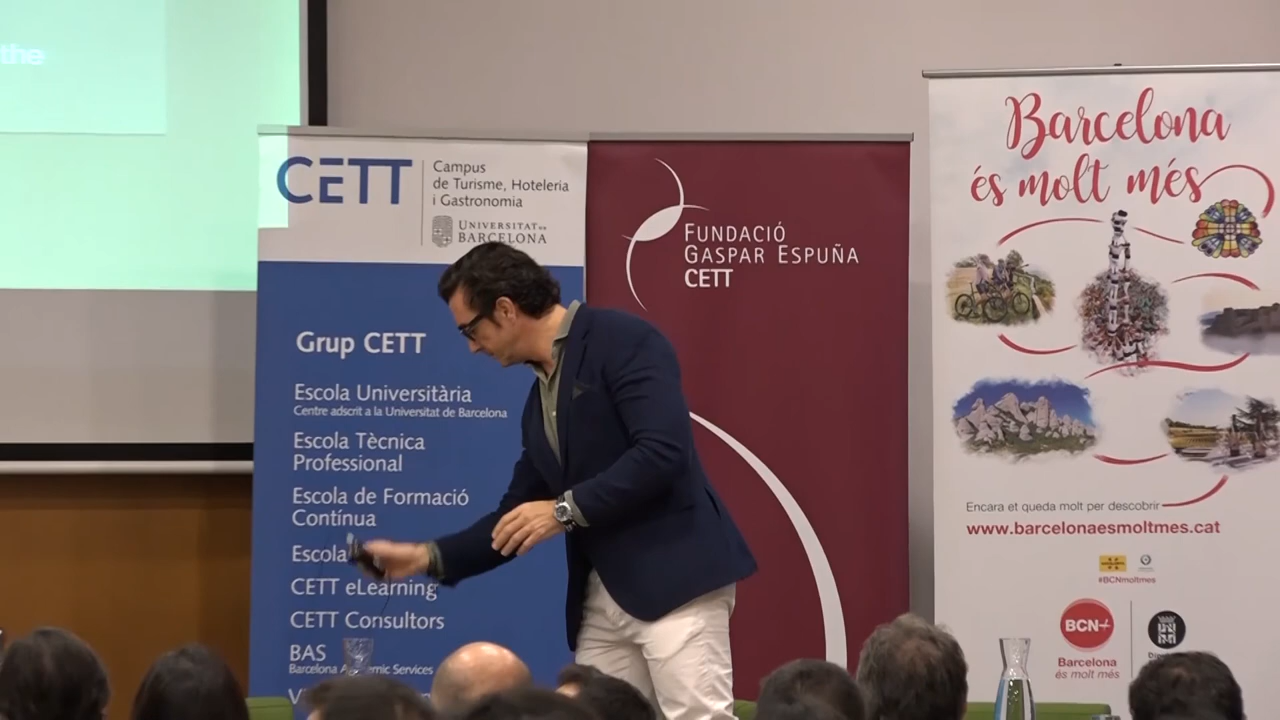 the
CETT
Campus
de Turisme, Hoteleria
i Gastronomia
UNIVERSITAT DE
BARCELONA
Grup CETT
Escola Universitària
Centre adscrit a la Universitat de Barcelona
Escola Tècnica
Professional
Escola de Formació
Contínua
Escola
CETT eLearning
CETT Consultors
BAS
Barcelona Academic Services
FUNDACIÓ
GASPAR ESPUÑA
CETT
Barcelona
és molt més
Encara et queda molt per descobrir
www.barcelonaesmoltmes.cat
#BCNmoltmes
BCN+
Barcelona
és molt més